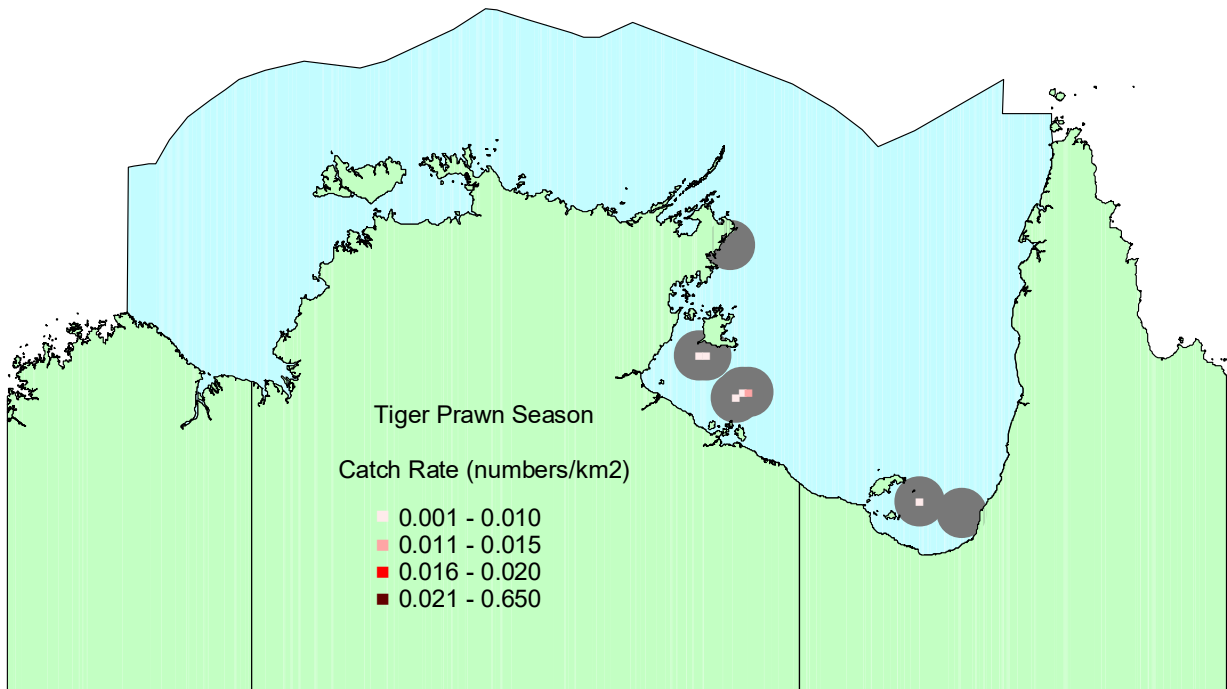 Tiger Prawn Season
Catch Rate (numbers/km2)
0.001 - 0.010
0.011 - 0.015
0.016 - 0.020
0.021 - 0.650